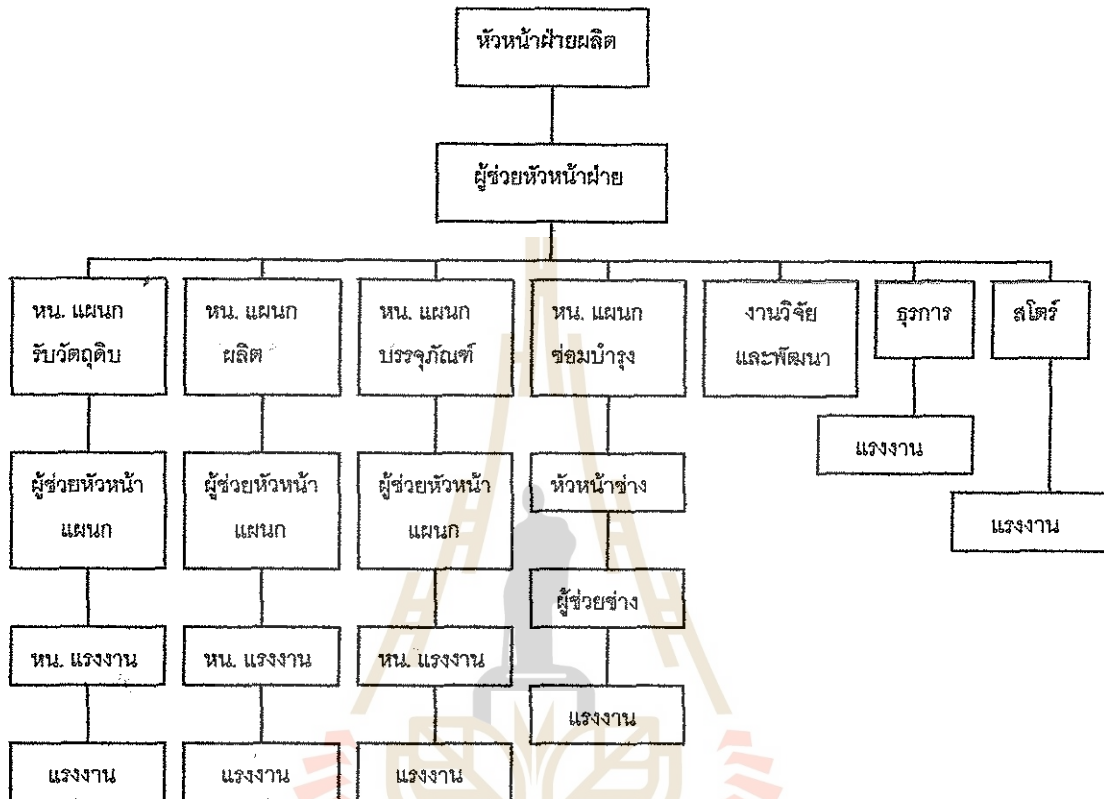 หัวหน้าฝ่ายผลิต
ผู้ช่วยหัวหน้าฝ่าย
หน. แผนก
รับวัตถุดิบ
หน. แผนก
ผลิต
หน. แผนก
บรรจุภัณฑ์
หน. แผนก
ซ่อมบำรุง
งานวิจัย
และพัฒนา
ธุรการ
สโตร์
แรงงาน
แรงงาน
ผู้ช่วยหัวหน้า
แผนก
ผู้ช่วยหัวหน้า
แผนก
ผู้ช่วยหัวหน้า
แผนก
หัวหน้าช่าง
ผู้ช่วยช่าง
หน. แรงงาน
หน. แรงงาน
หน. แรงงาน
แรงงาน
แรงงาน
แรงงาน
แรงงาน